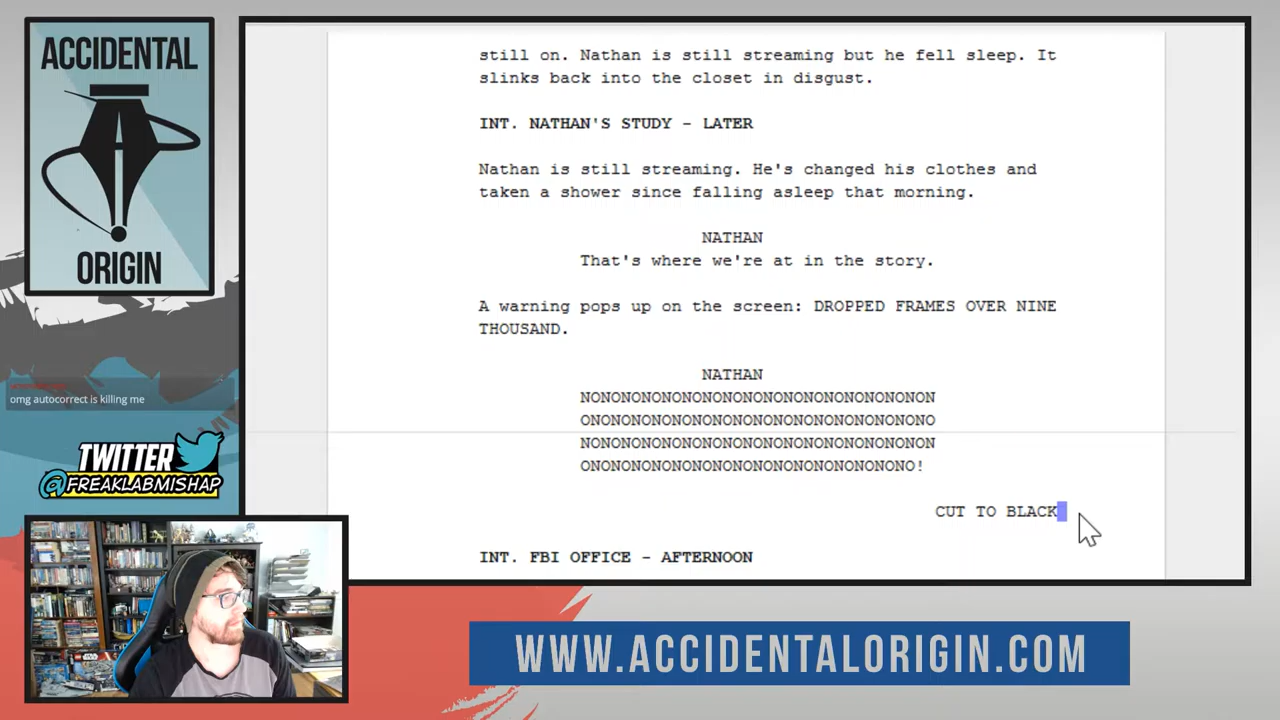 ACCIDENTAL
ORIGIN
still on. Nathan is still streaming but he fell sleep. It
slinks back into the closet in disgust.
INT. NATHAN'S STUDY - LATER
Nathan is still streaming. He's changed his clothes and
taken a shower since falling asleep that morning.
NATHAN
That's where we're at in the story.
A warning pops up on the screen: DROPPED FRAMES OVER NINE
THOUSAND.
NATHAN
NONONONONONONONONONONONONONONONONON
ONONONONONONONONONONONONONONONONONO
NONONONONONONONONONONONONONONONONON
ONONONONONONONONONONONONONONONONO!
CUT TO BLACK
INT. FBI OFFICE - AFTERNOON
omg autocorrect is killing me
TWITTER
@FREAKLABMISHAP
WWW.ACCIDENTALORIGIN.COM